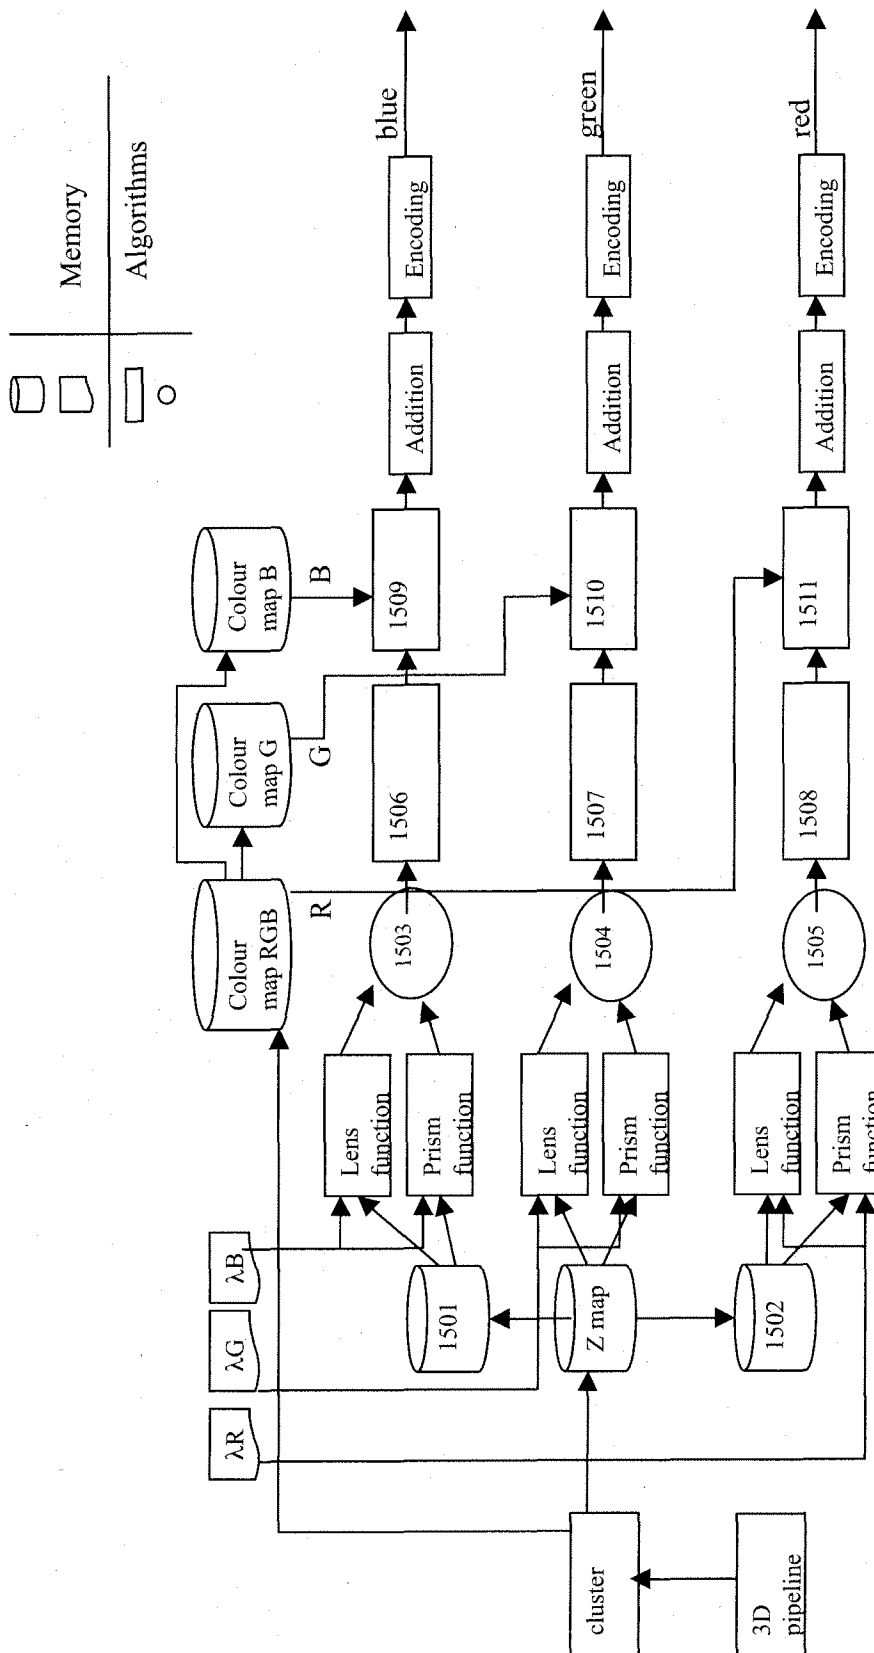 Memory
Algorithms
λB
λG
λR
Colour
map RGB
Colour
map G
Colour
map B
R
G
B
3D
pipeline
cluster
Z map
1501
1502
Lens
function
Prism
function
1503
1506
1509
Addition
Encoding
blue
Lens
function
Prism
function
1504
1507
1510
Addition
Encoding
green
Lens
function
Prism
function
1505
1508
1511
Addition
Encoding
red